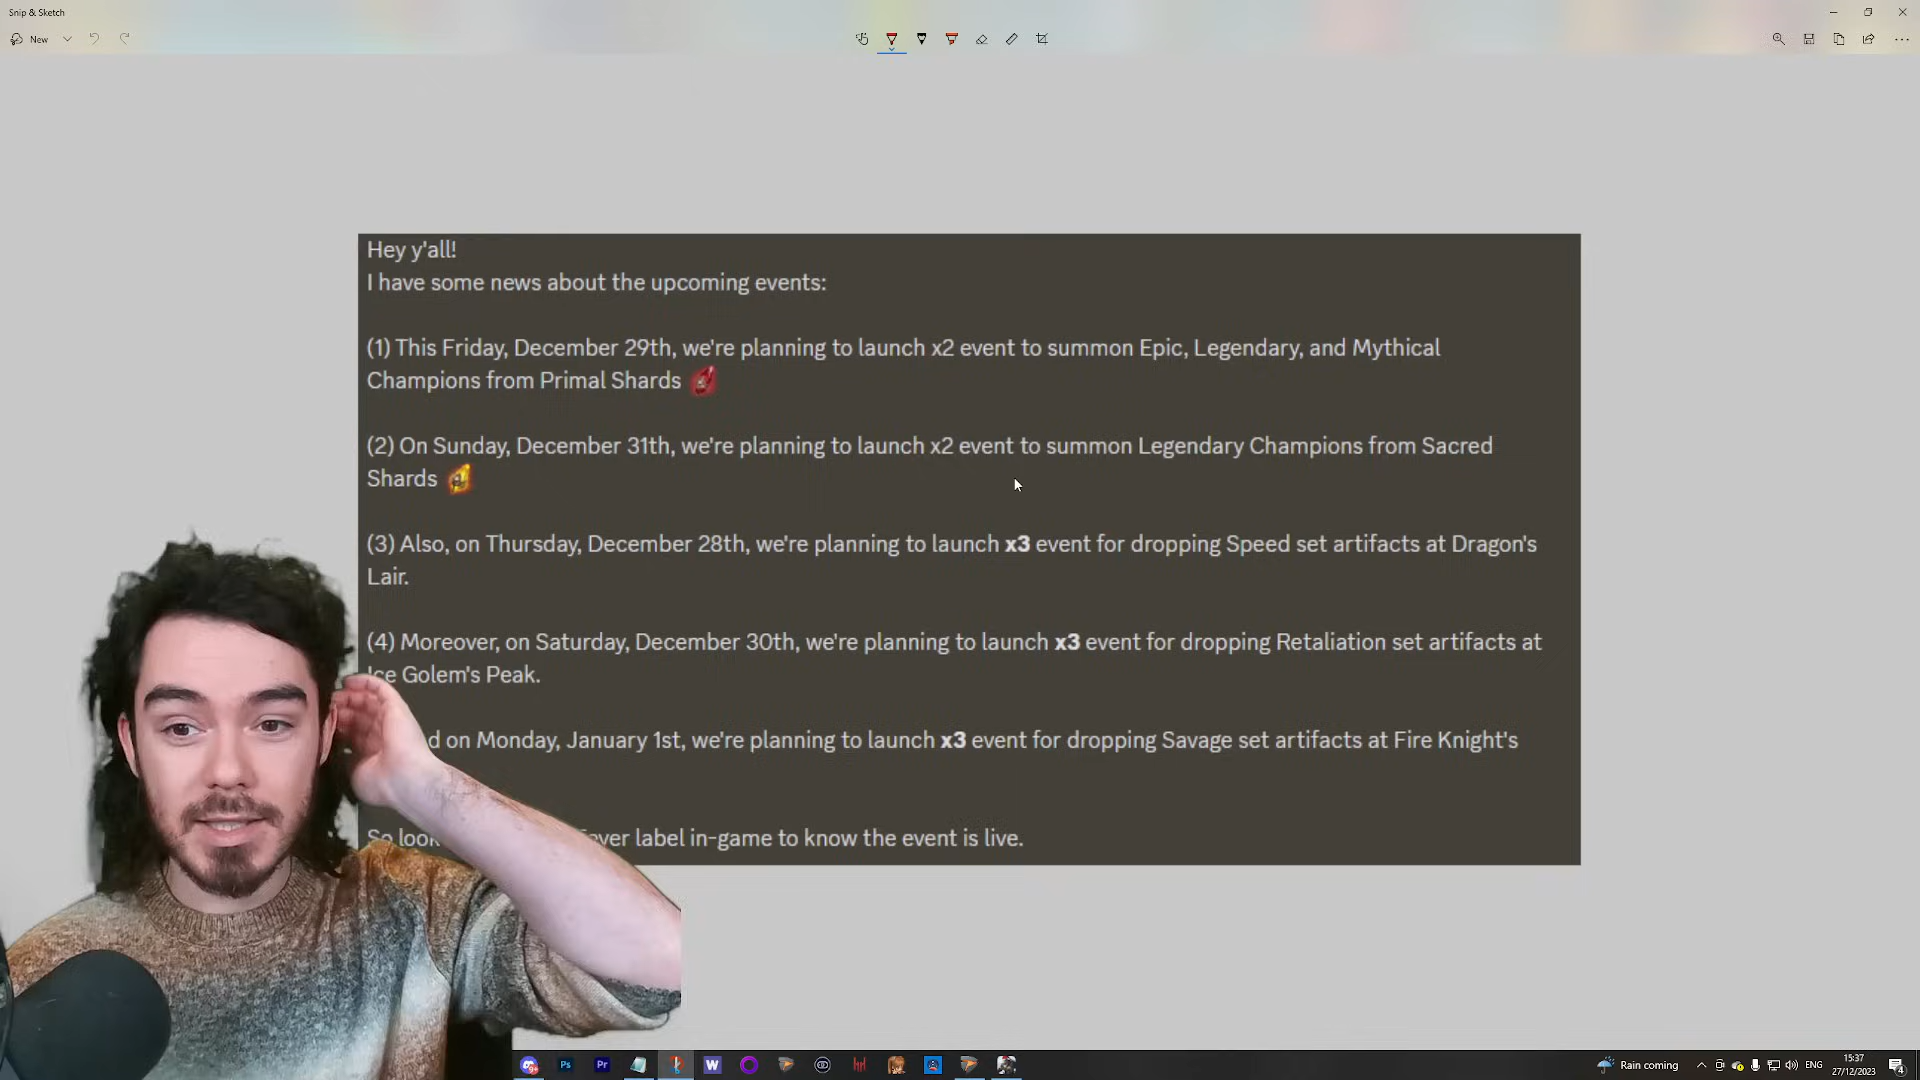 Snip & Sketch
New
Hey y'all!
I have some news about the upcoming events:
(1) This Friday, December 29th, we're planning to launch x2 event to summon Epic, Legendary, and Mythical
Champions from Primal Shards
(2) On Sunday, December 31th, we're planning to launch x2 event to summon Legendary Champions from Sacred
Shards
(3) Also, on Thursday, December 28th, we're planning to launch x3 event for dropping Speed set artifacts at Dragon's
Lair.
(4) Moreover, on Saturday, December 30th, we're planning to launch x3 event for dropping Retaliation set artifacts at
Ice Golem's Peak.
on Monday, January 1st, we're planning to launch x3 event for dropping Savage set artifacts at Fire Knight's
So look label in-game to know the event is live.
Ps
Pr
W
Rain coming
ENG
15:37
27/12/2023